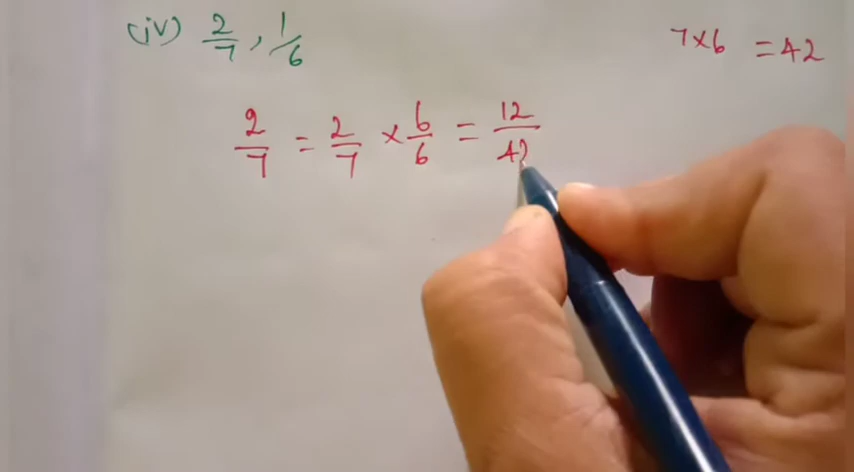 (iv) 2/7, 1/6
7×6 = 42
2/7 = 2/7 × 6/6 = 12/42